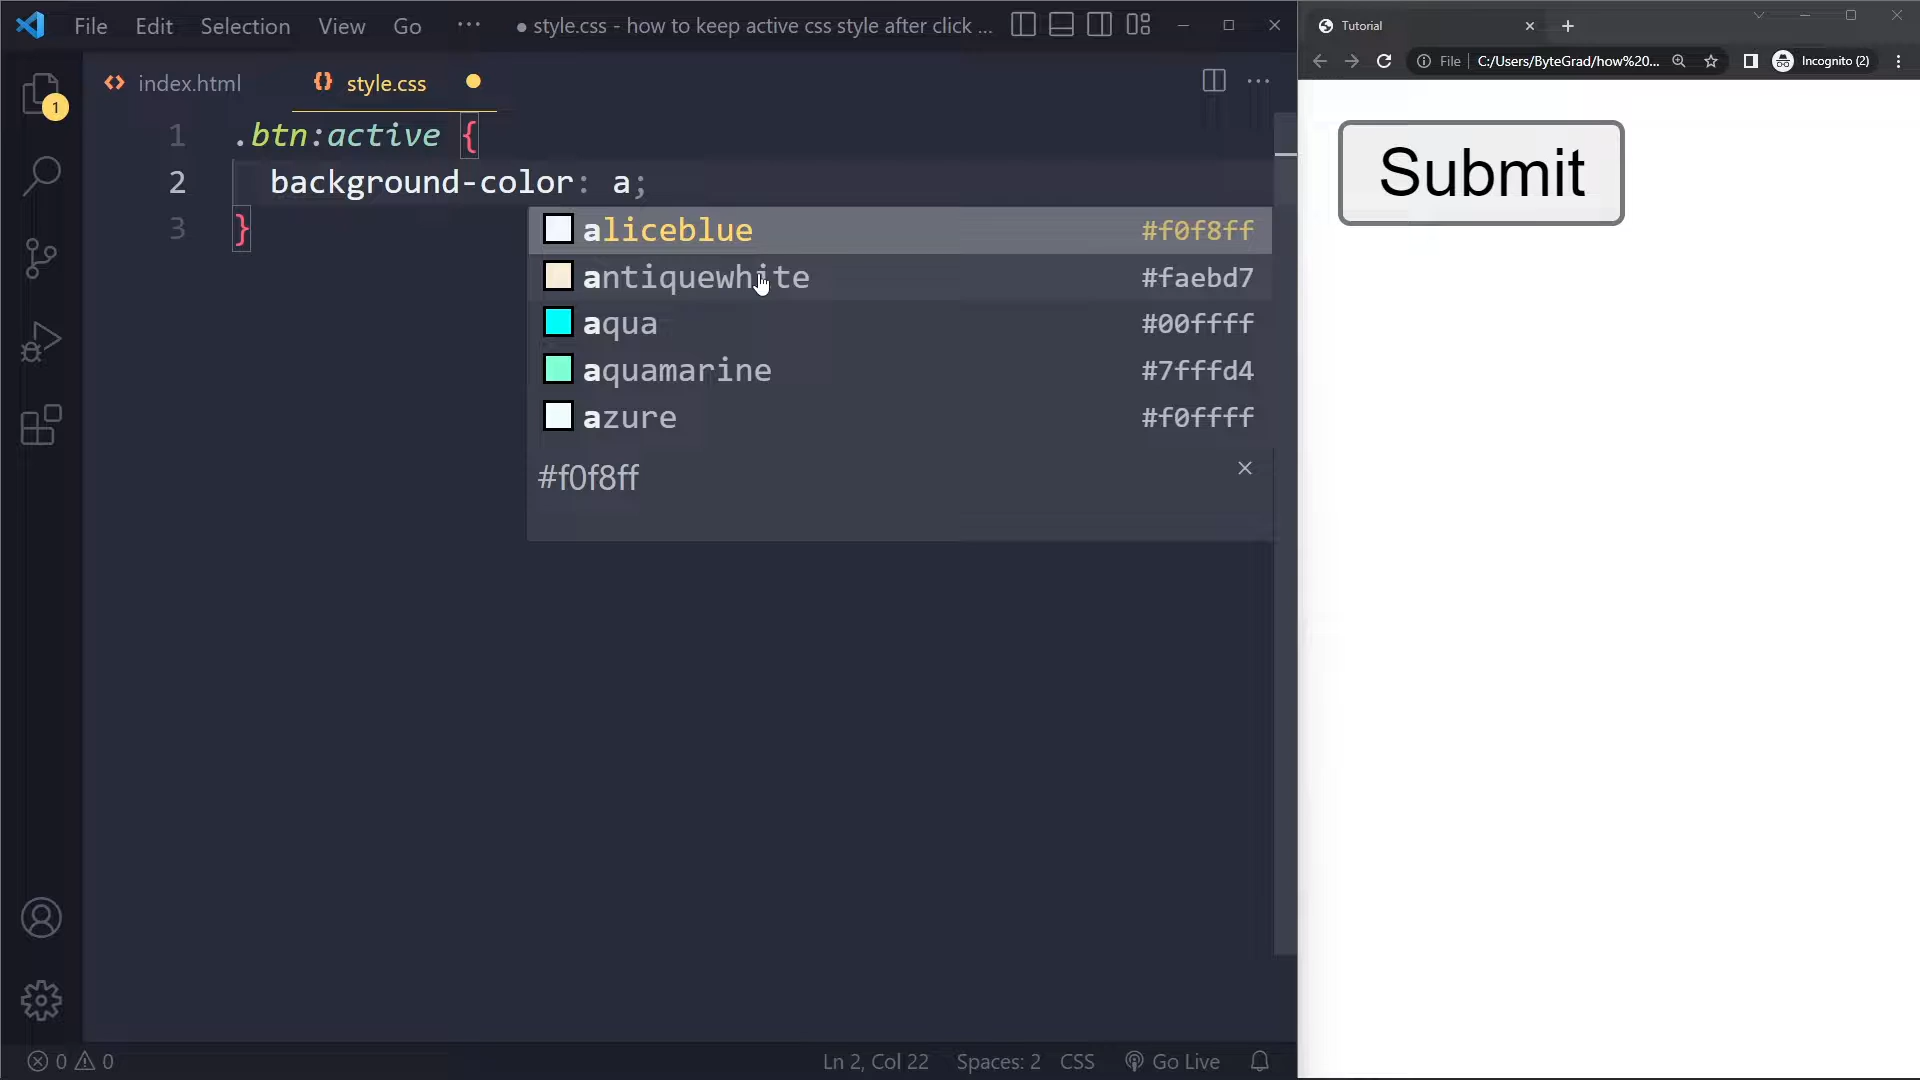 File Edit Selection View Go ··· ● style.css - how to keep active css style after click ...
index.html
style.css
1 .btn:active {
2 background-color: a;
3 }
aliceblue #f0f8ff
antiquewhite #faebd7
aqua #00ffff
aquamarine #7fffd4
azure #f0ffff
#f0f8ff
1
0 0
Ln 2, Col 22 Spaces: 2 CSS Go Live
Tutorial
File C:/Users/ByteGrad/how%20... Incognito (2)
Submit